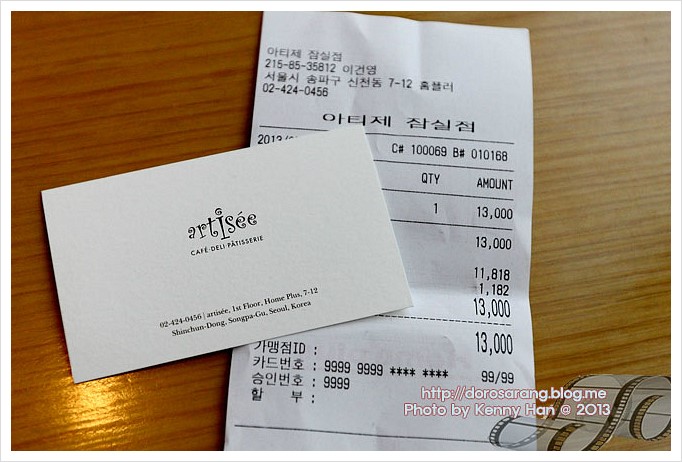 아티제 잠실점
215-85-35812 이건영
서울시 송파구 신천동 7-12 홈플러
02-424-0456
아티제 잠실점
C# 100069 B# 010168
QTY AMOUNT
1 13,000
13,000
11,818
1,182
13,000
13,000
가맹점ID :
카드번호 : 9999 9999 **** **** 99/99
승인번호 : 9999
할 부 :
artisée
CAFÉ·DELI·PÂTISSERIE
02-424-0456 | artisée, 1st Floor, Home Plus, 7-12
Shinchun-Dong, Songpa-Gu, Seoul, Korea
http://dorosarang.blog.me
Photo by Kenny Han @ 2013